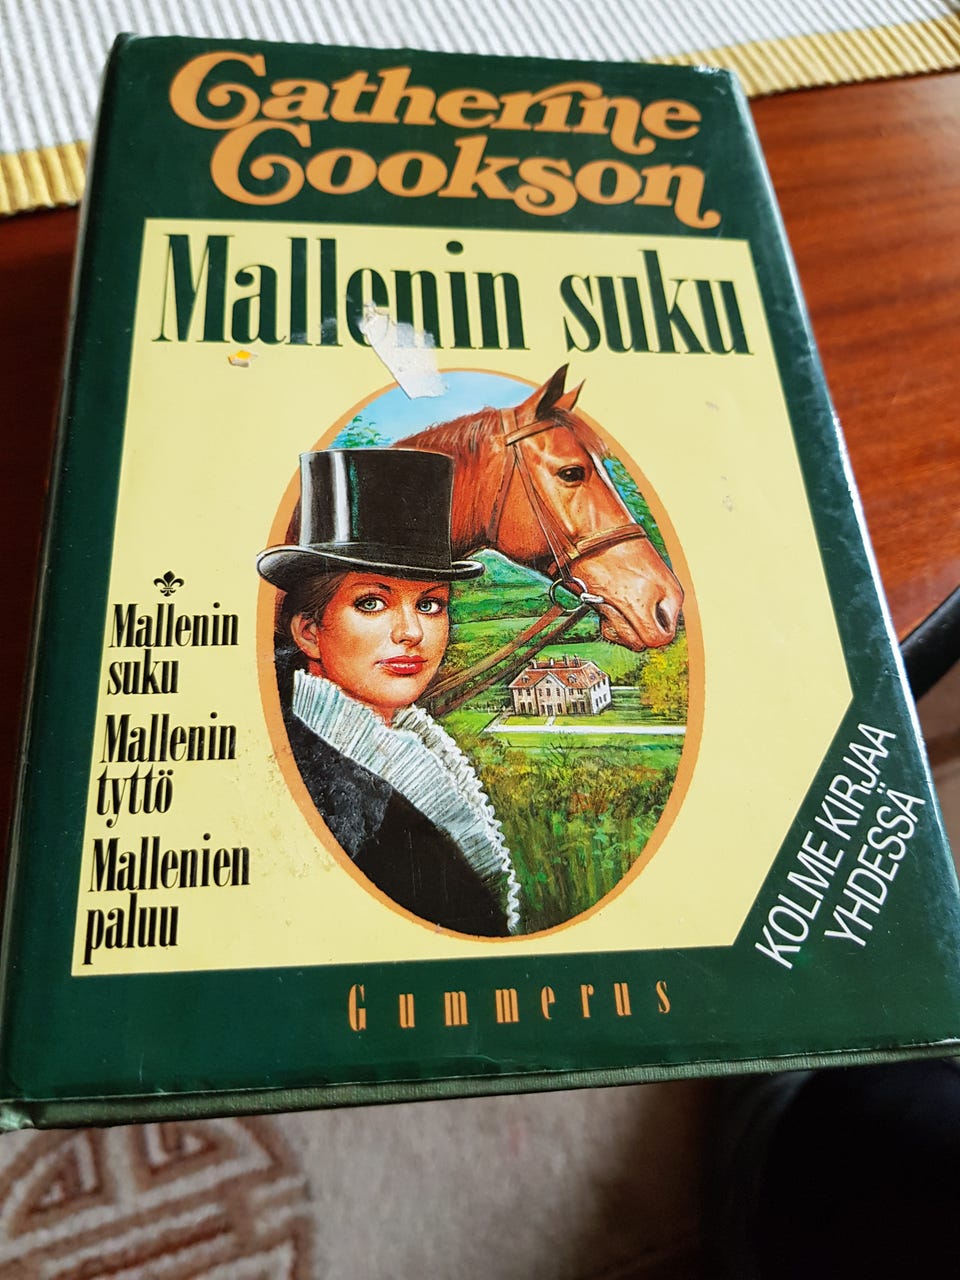 Catherine
Cookson
Mallenin suku
Mallenin
suku
Mallenin
tyttö
Mallenien
paluu
KOLME KIRJAA
YHDESSÄ
Gummerus